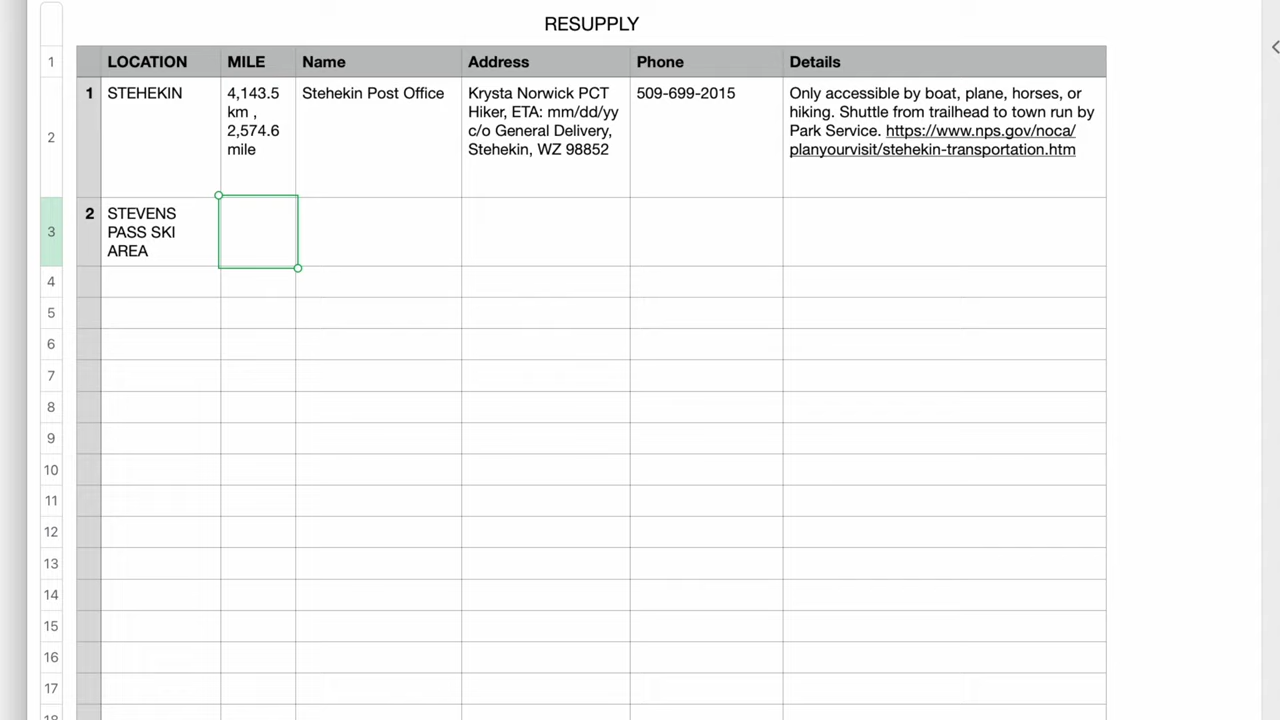 RESUPPLY
1 LOCATION MILE Name Address Phone Details
2 1 STEHEKIN 4,143.5 Stehekin Post Office Krysta Norwick PCT 509-699-2015 Only accessible by boat, plane, horses, or
km , Hiker, ETA: mm/dd/yy hiking. Shuttle from trailhead to town run by
2,574.6 c/o General Delivery, Park Service. https://www.nps.gov/noca/
mile Stehekin, WZ 98852 planyourvisit/stehekin-transportation.htm
3 2 STEVENS
PASS SKI
AREA
4
5
6
7
8
9
10
11
12
13
14
15
16
17
18